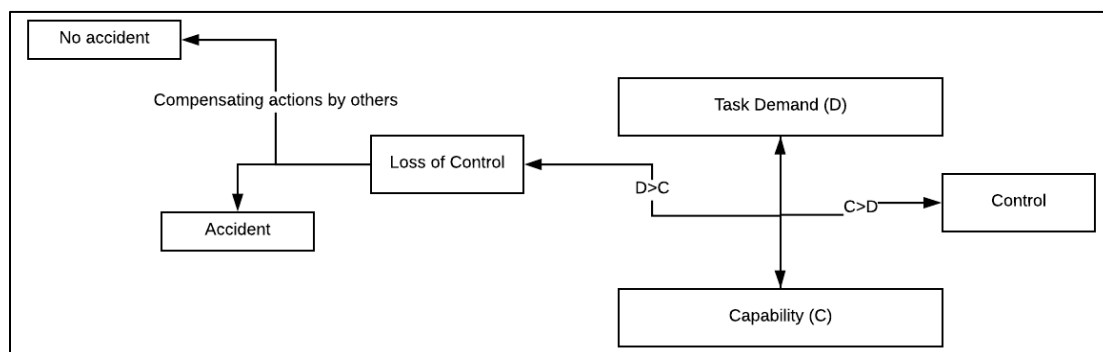 No accident
Compensating actions by others
Task Demand (D)
Loss of Control
D>C
C>D
Control
Accident
Capability (C)